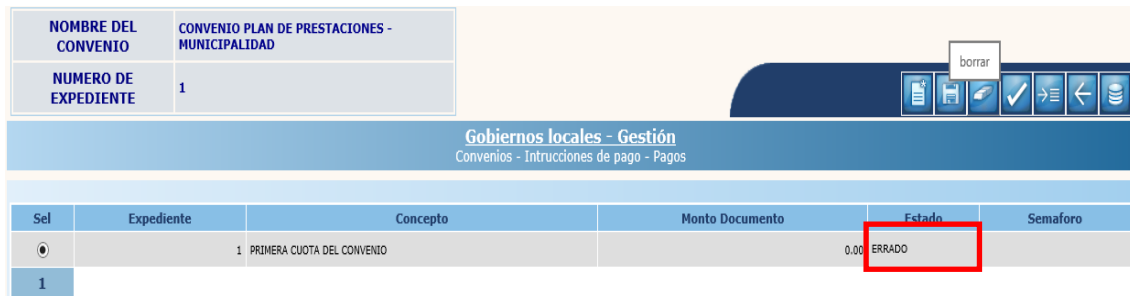 NOMBRE DEL
CONVENIO
CONVENIO PLAN DE PRESTACIONES -
MUNICIPALIDAD
NUMERO DE
EXPEDIENTE
1
borrar
Gobiernos locales - Gestión
Convenios - Intrucciones de pago - Pagos
Sel Expediente Concepto Monto Documento Estado Semaforo
1 PRIMERA CUOTA DEL CONVENIO 0.00 ERRADO
1